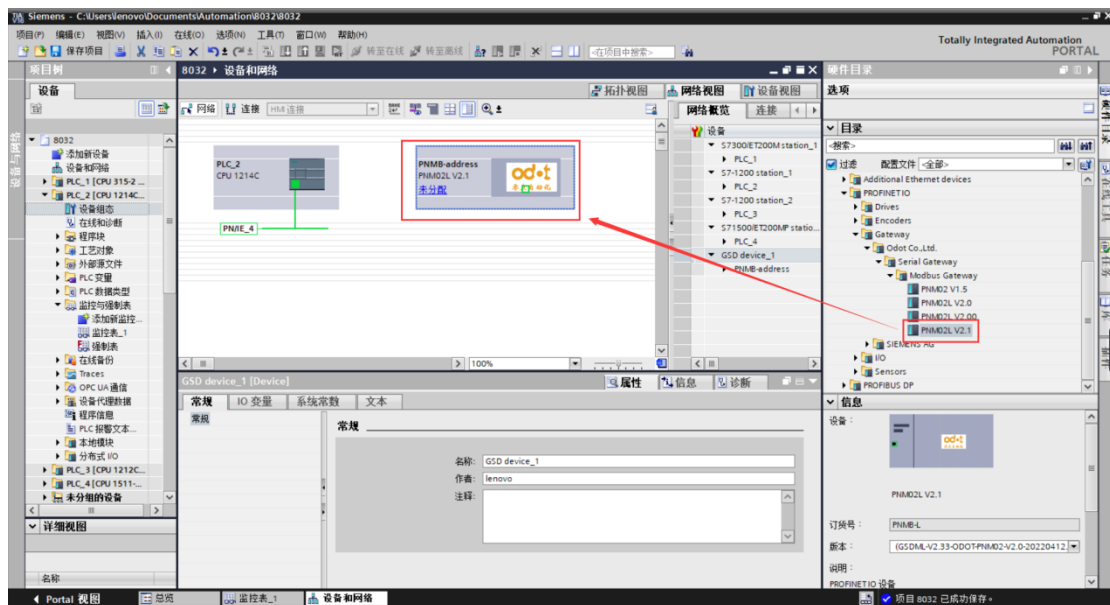 Siemens - C:\Users\lenovo\Documents\Automation\8032\8032
项目(P) 编辑(E) 视图(V) 插入(I) 在线(O) 选项(N) 工具(T) 窗口(W) 帮助(H)
保存项目 转至在线 转至离线 <在项目中搜索>
Totally Integrated Automation
PORTAL
项目树
设备
8032
添加新设备
设备和网络
PLC_1 [CPU 315-2 ...
PLC_2 [CPU 1214C...
设备组态
在线和诊断
程序块
工艺对象
外部源文件
PLC 变量
PLC 数据类型
监控与强制表
添加新监控...
监控表_1
强制表
在线备份
Traces
OPC UA 通信
设备代理数据
程序信息
PLC 报警文本...
本地模块
分布式 I/O
PLC_3 [CPU 1212C...
PLC_4 [CPU 1511-...
未分组的设备
详细视图
名称
8032 ▸ 设备和网络
拓扑视图 网络视图 设备视图
网络 连接 HMI 连接
PLC_2
CPU 1214C
PN/IE_4
PNMB-address
PNM02L V2.1
未分配
odot
100%
网络概览 连接
设备
S7300/ET200M station_1
PLC_1
S7-1200 station_1
PLC_2
S7-1200 station_2
PLC_3
S71500/ET200MP statio...
PLC_4
GSD device_1
PNMB-address
GSD device_1 [Device]
属性 信息 诊断
常规 IO 变量 系统常数 文本
常规
常规
名称: GSD device_1
作者: lenovo
注释:
硬件目录
选项
目录
<搜索>
过滤 配置文件 <全部>
Additional Ethernet devices
PROFINET IO
Drives
Encoders
Gateway
Odot Co.,Ltd.
Serial Gateway
Modbus Gateway
PNM02 V1.5
PNM02L V2.0
PNM02L V2.00
PNM02L V2.1
SIEMENS AG
I/O
Sensors
PROFIBUS DP
信息
设备:
odot
PNM02L V2.1
订货号: PNMB-L
版本: (GSDML-V2.33-ODOT-PNM02-V2.0-20220412
说明:
PROFINET IO 设备
Portal 视图 总览 监控表_1 设备和网络
项目 8032 已成功保存。